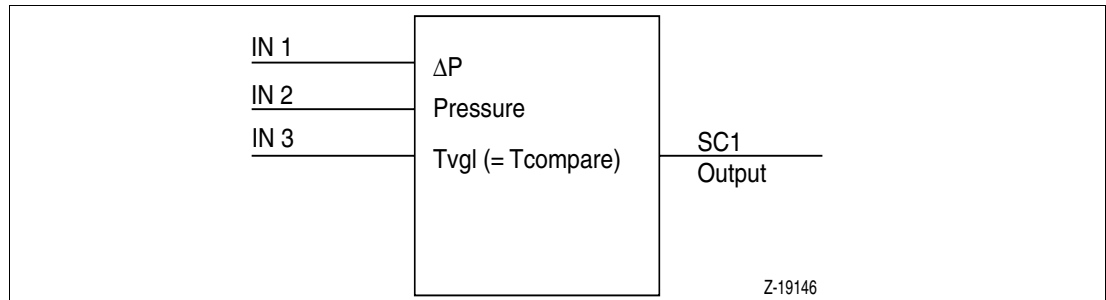 IN 1
ΔP
IN 2
Pressure
IN 3
Tvgl (= Tcompare)
SC1
Output
Z-19146